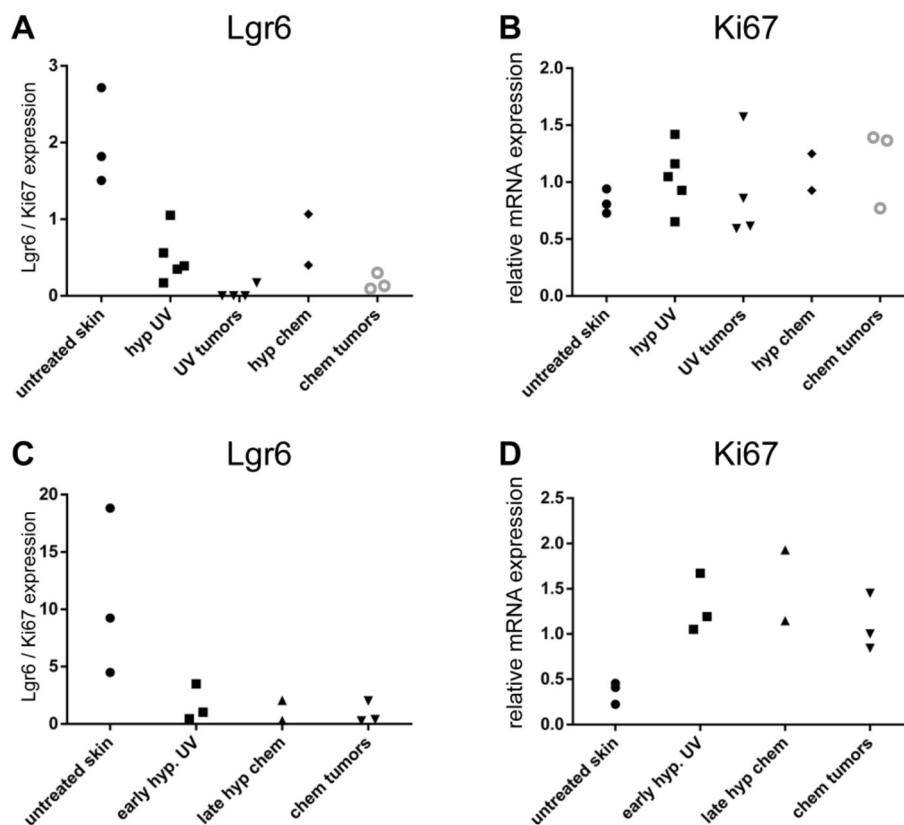 A
Lgr6
Lgr6 / Ki67 expression
3
2
1
0
untreated skin
hyp UV
UV tumors
hyp chem
chem tumors
B
Ki67
relative mRNA expression
2.0
1.5
1.0
0.5
0.0
untreated skin
hyp UV
UV tumors
hyp chem
chem tumors
C
Lgr6
Lgr6 / Ki67 expression
20
15
10
5
0
untreated skin
early hyp. UV
late hyp chem
chem tumors
D
Ki67
relative mRNA expression
2.5
2.0
1.5
1.0
0.5
0.0
untreated skin
early hyp. UV
late hyp chem
chem tumors